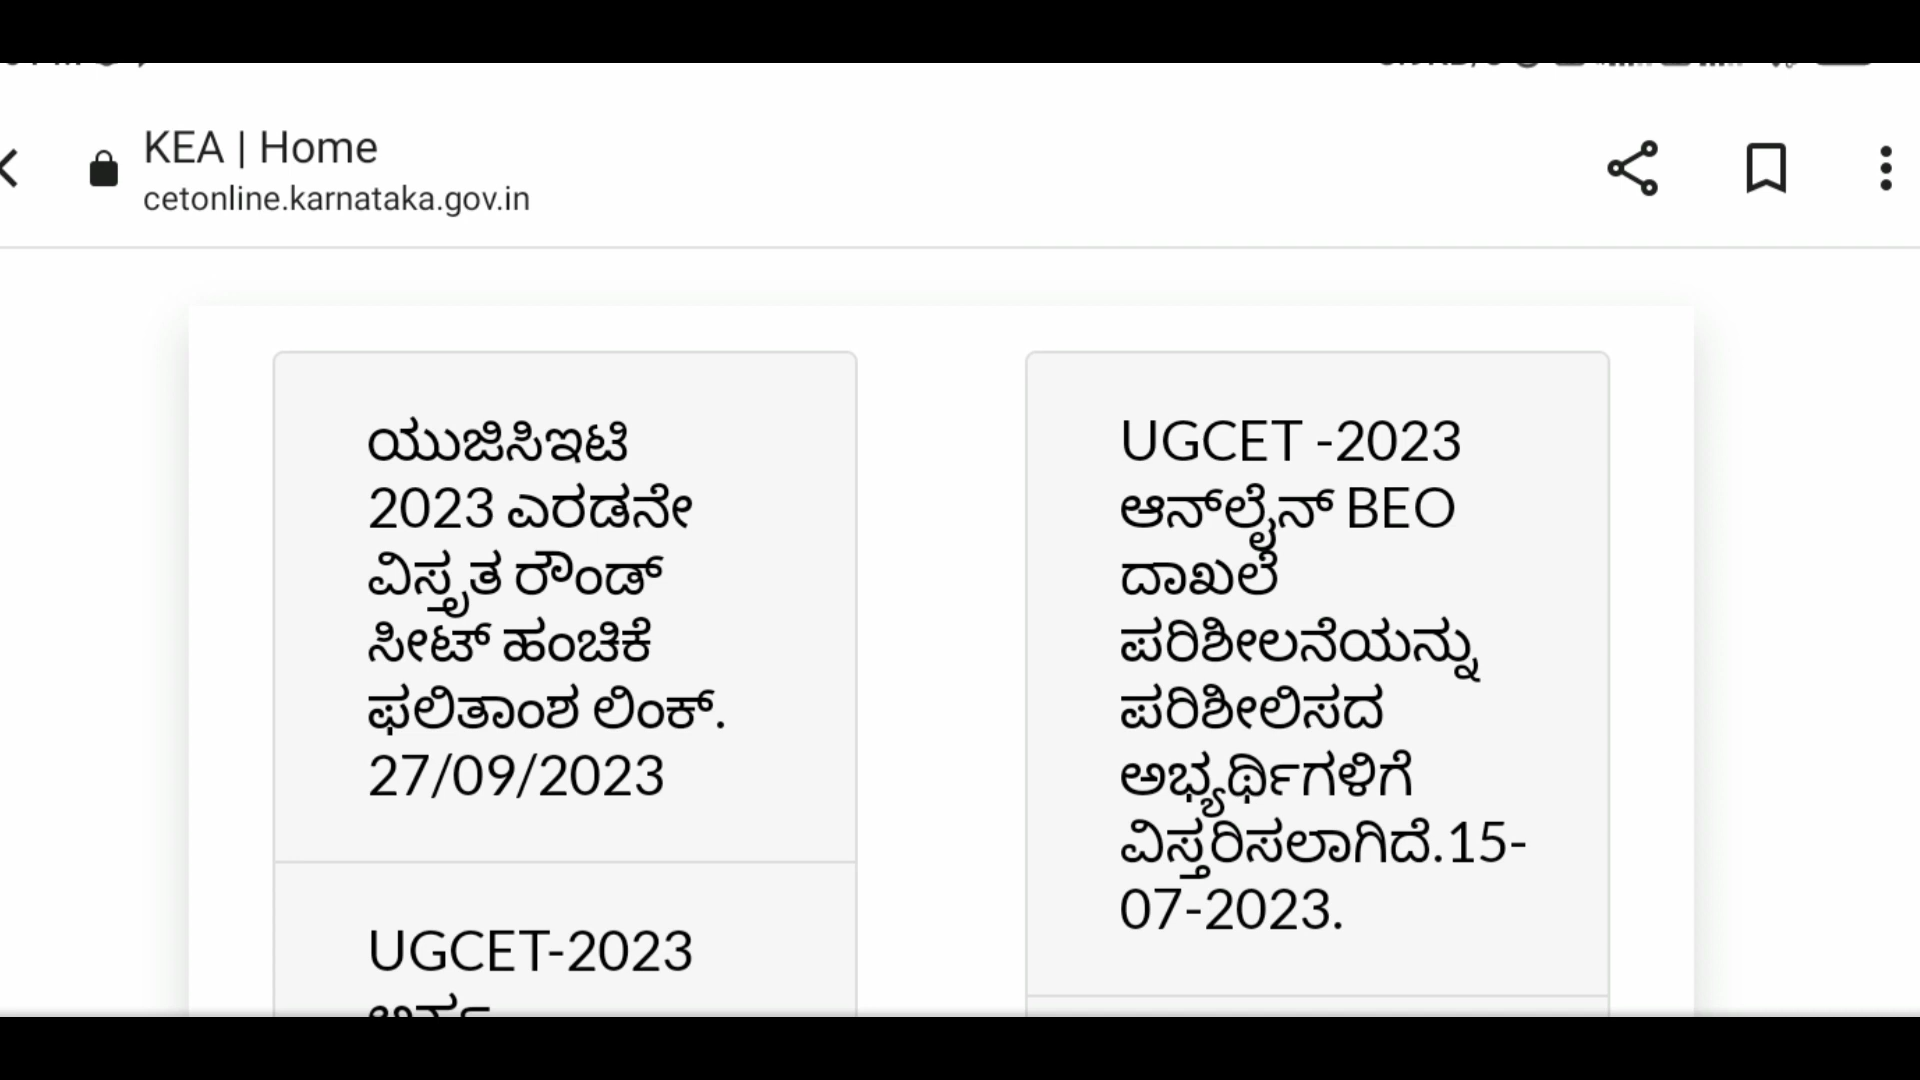 KEA | Home
cetonline.karnataka.gov.in
ಯುಜಿಸಿಇಟಿ
2023 ಎರಡನೇ
ವಿಸ್ತೃತ ರೌಂಡ್
ಸೀಟ್ ಹಂಚಿಕೆ
ಫಲಿತಾಂಶ ಲಿಂಕ್.
27/09/2023
UGCET-2023
UGCET -2023
ಆನ್‌ಲೈನ್ BEO
ದಾಖಲೆ
ಪರಿಶೀಲನೆಯನ್ನು
ಪರಿಶೀಲಿಸದ
ಅಭ್ಯರ್ಥಿಗಳಿಗೆ
ವಿಸ್ತರಿಸಲಾಗಿದೆ.15-
07-2023.